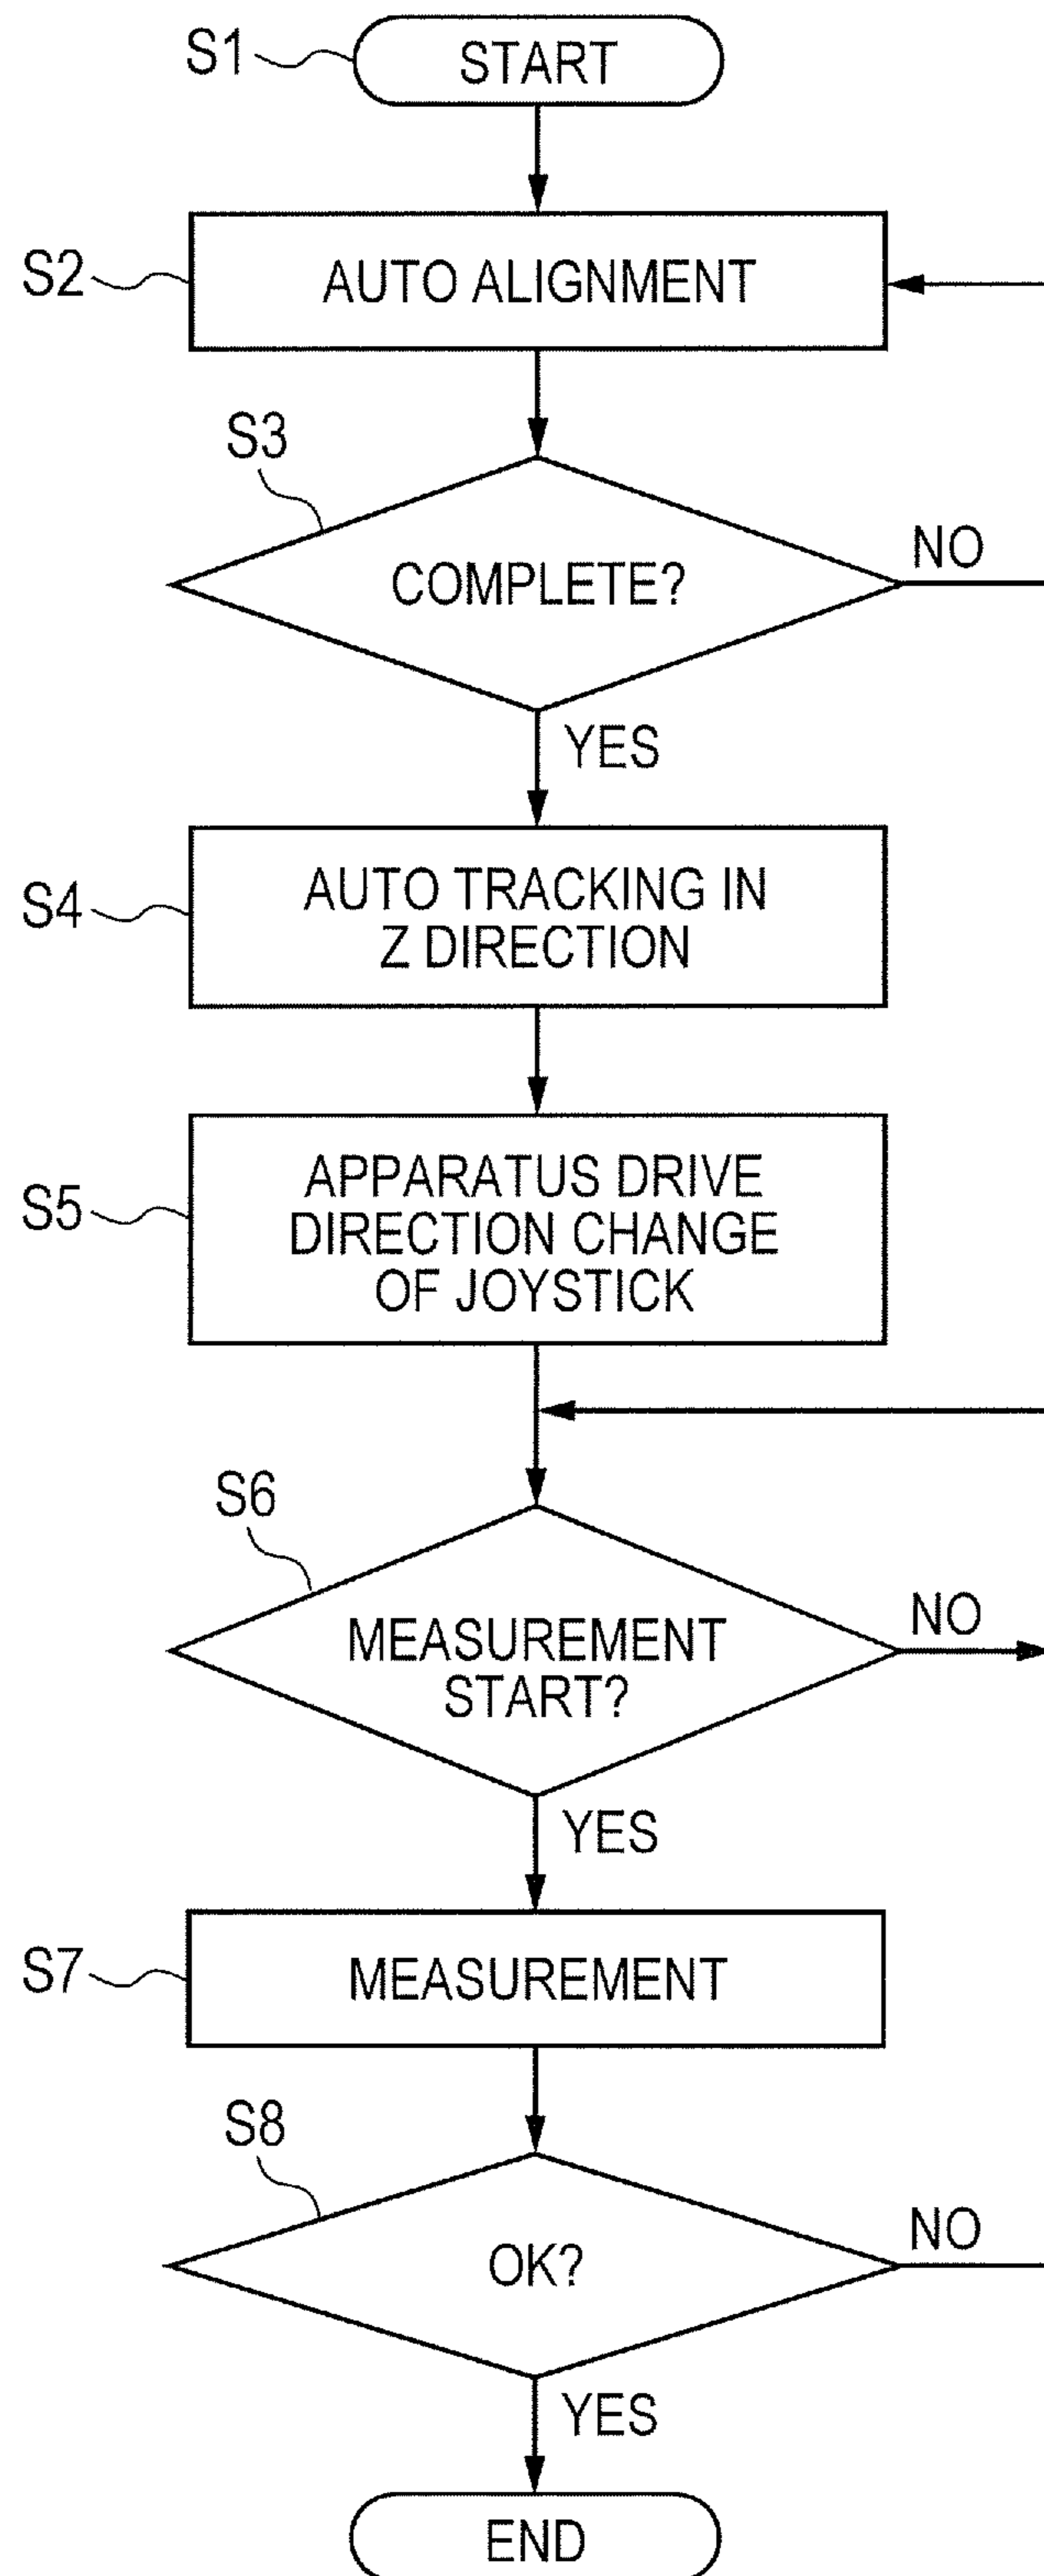 S1
START
S2
AUTO ALIGNMENT
S3
COMPLETE?
NO
YES
S4
AUTO TRACKING IN
Z DIRECTION
S5
APPARATUS DRIVE
DIRECTION CHANGE
OF JOYSTICK
S6
MEASUREMENT
START?
NO
YES
S7
MEASUREMENT
S8
OK?
NO
YES
END